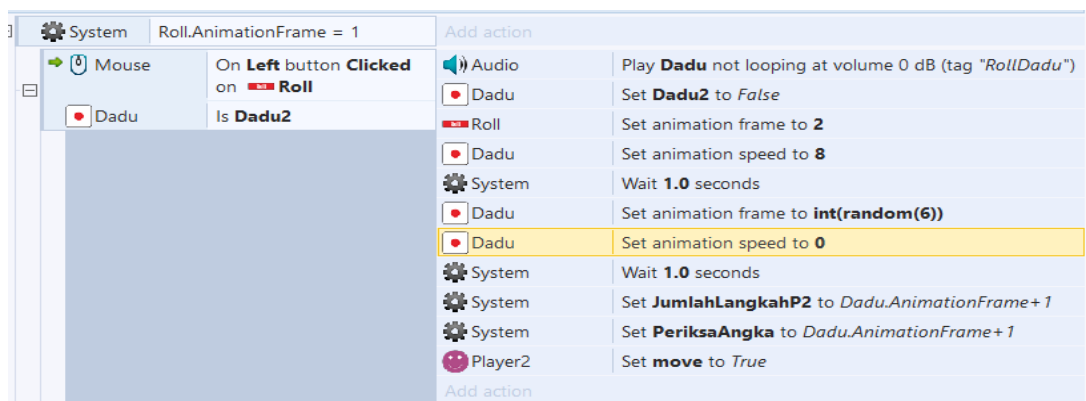 System Roll.AnimationFrame = 1 Add action
Mouse On Left button Clicked on Roll
Dadu Is Dadu2
Audio Play Dadu not looping at volume 0 dB (tag "RollDadu")
Dadu Set Dadu2 to False
Roll Set animation frame to 2
Dadu Set animation speed to 8
System Wait 1.0 seconds
Dadu Set animation frame to int(random(6))
Dadu Set animation speed to 0
System Wait 1.0 seconds
System Set JumlahLangkahP2 to Dadu.AnimationFrame+1
System Set PeriksaAngka to Dadu.AnimationFrame+1
Player2 Set move to True
Add action